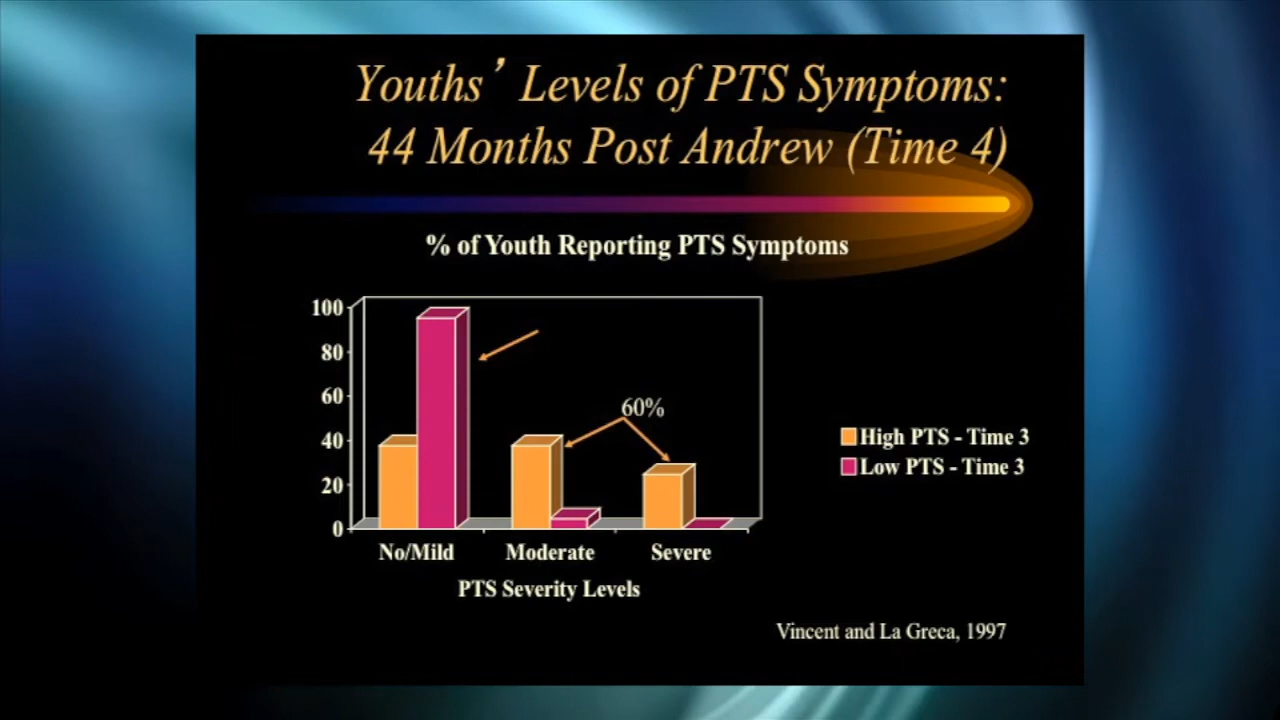 Youths’ Levels of PTS Symptoms:
44 Months Post Andrew (Time 4)
% of Youth Reporting PTS Symptoms
100
80
60
40
20
0
60%
No/Mild
Moderate
Severe
PTS Severity Levels
High PTS - Time 3
Low PTS - Time 3
Vincent and La Greca, 1997